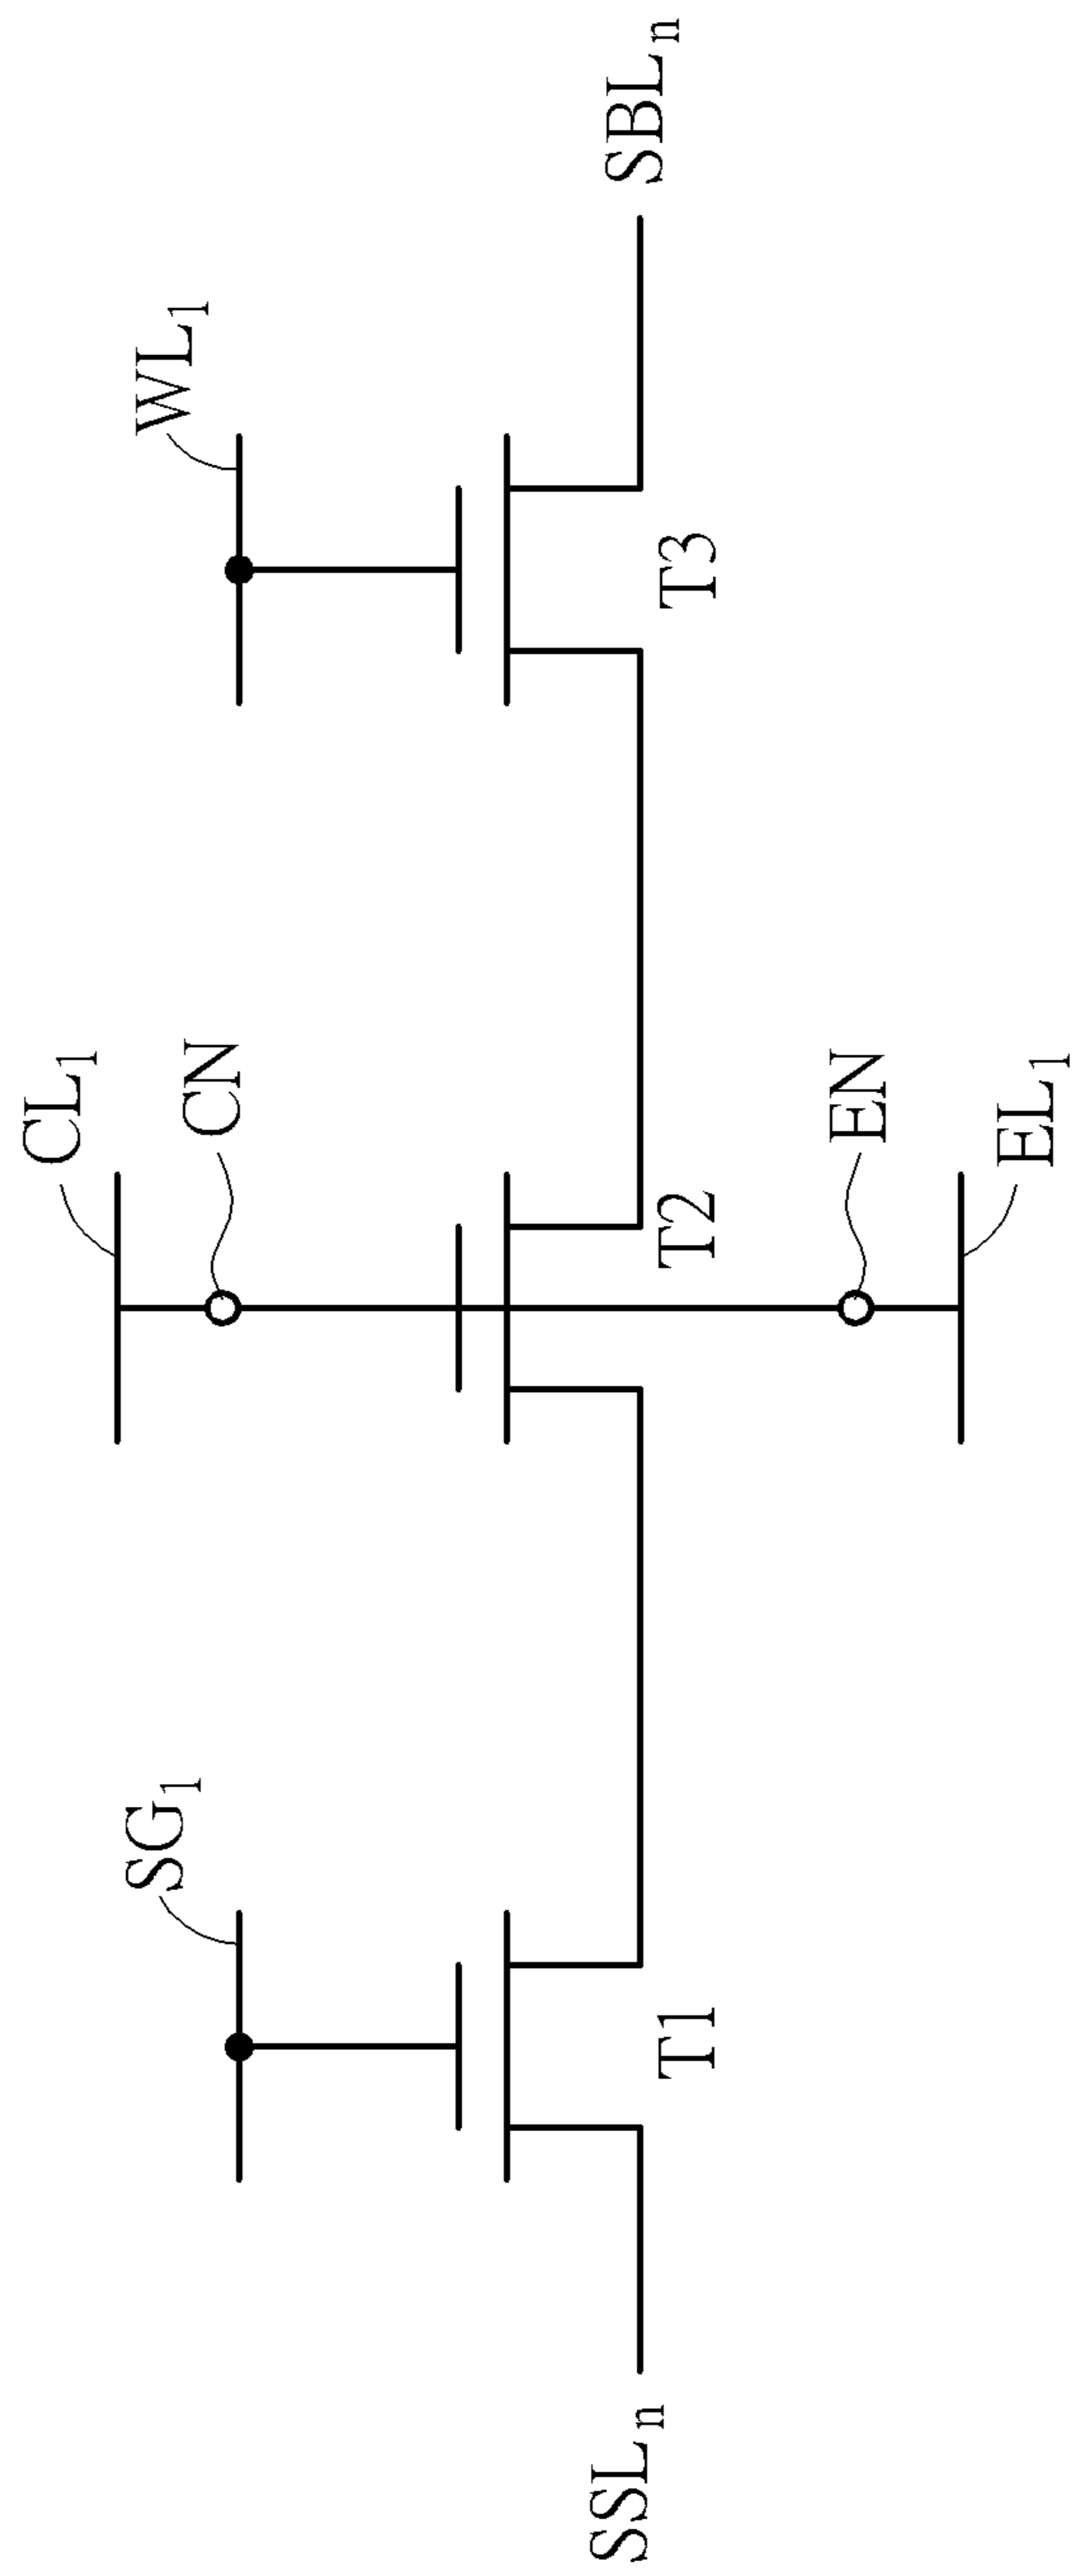 CL₁
CN
SG₁
WL₁
T1
T2
T3
SSLₙ
SBLₙ
EN
EL₁